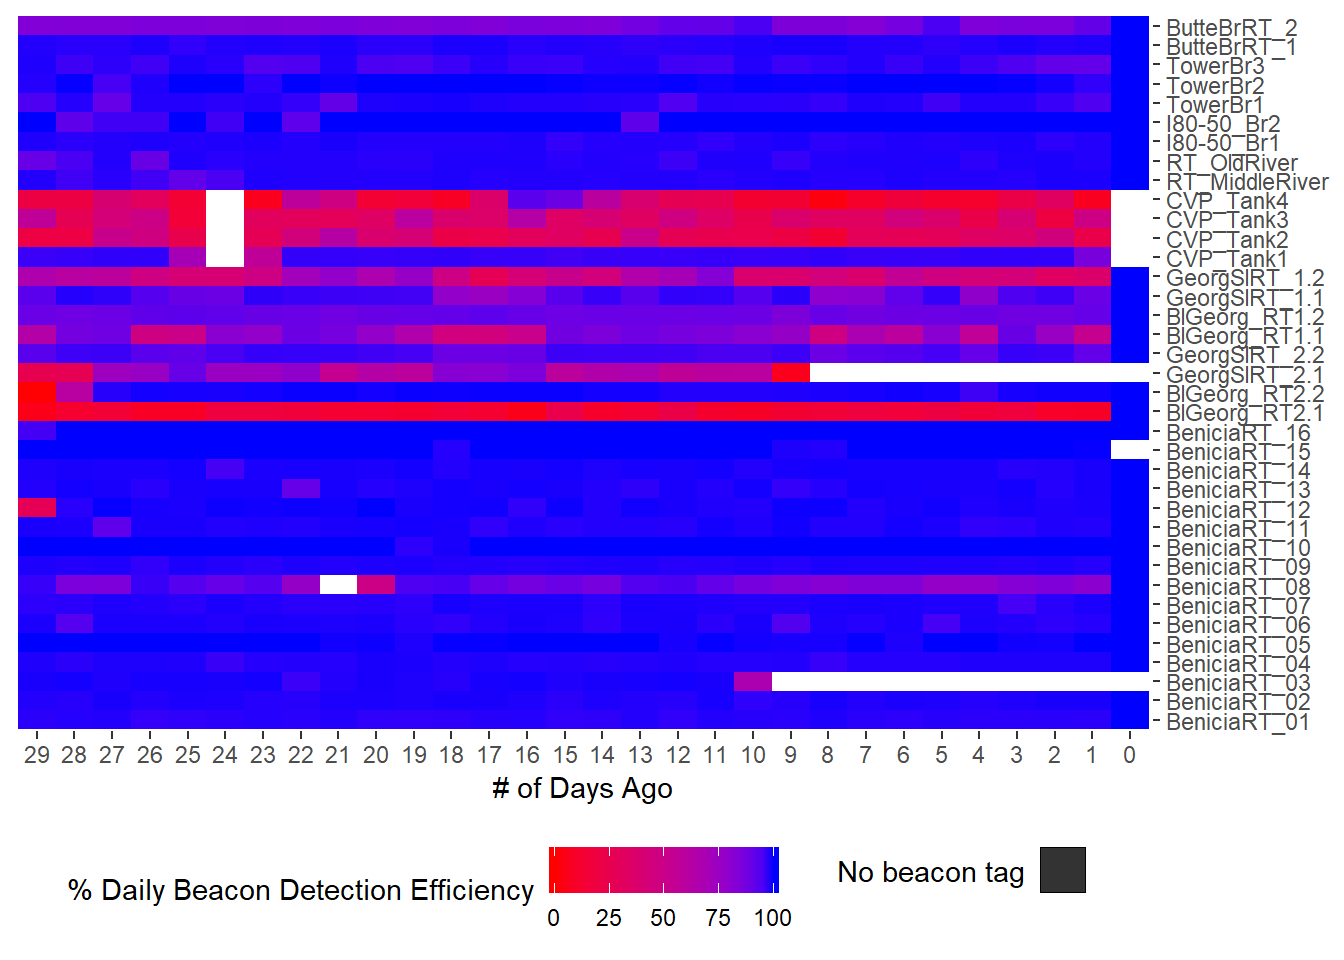 ButteBrRT_2
ButteBrRT_1
TowerBr3
TowerBr2
TowerBr1
I80-50_Br2
I80-50_Br1
RT_OldRiver
RT_MiddleRiver
CVP_Tank4
CVP_Tank3
CVP_Tank2
CVP_Tank1
GeorgSlRT_1.2
GeorgSlRT_1.1
BlGeorg_RT1.2
BlGeorg_RT1.1
GeorgSlRT_2.2
GeorgSlRT_2.1
BlGeorg_RT2.2
BlGeorg_RT2.1
BeniciaRT_16
BeniciaRT_15
BeniciaRT_14
BeniciaRT_13
BeniciaRT_12
BeniciaRT_11
BeniciaRT_10
BeniciaRT_09
BeniciaRT_08
BeniciaRT_07
BeniciaRT_06
BeniciaRT_05
BeniciaRT_04
BeniciaRT_03
BeniciaRT_02
BeniciaRT_01
29 28 27 26 25 24 23 22 21 20 19 18 17 16 15 14 13 12 11 10 9 8 7 6 5 4 3 2 1 0
# of Days Ago
% Daily Beacon Detection Efficiency
0 25 50 75 100
No beacon tag